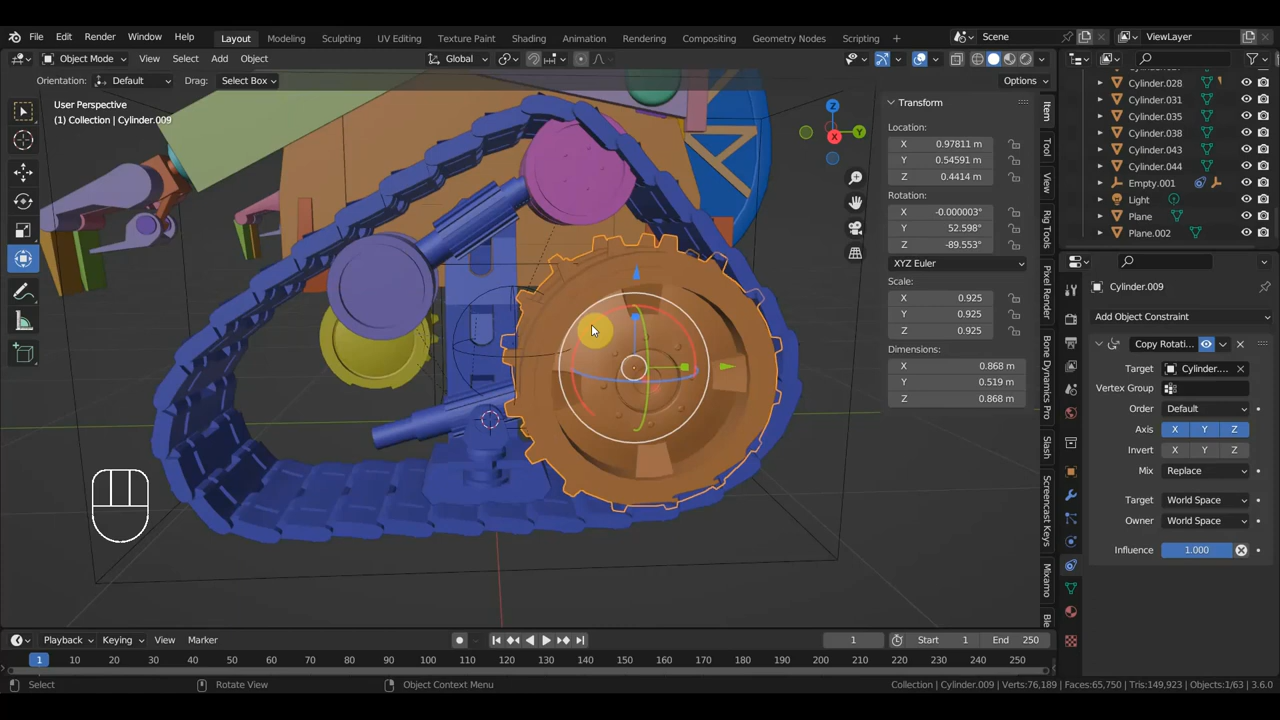 File Edit Render Window Help Layout Modeling Sculpting UV Editing Texture Paint Shading Animation Rendering Compositing Geometry Nodes Scripting + Scene ViewLayer
Object Mode View Select Add Object Global
Orientation: Default Drag: Select Box Options
User Perspective
(1) Collection | Cylinder.009
Z
Y
X
Transform
Location:
X 0.97811 m
Y 0.54591 m
Z 0.4414 m
Rotation:
X -0.000003°
Y 52.598°
Z -89.553°
XYZ Euler
Scale:
X 0.925
Y 0.925
Z 0.925
Dimensions:
X 0.868 m
Y 0.519 m
Z 0.868 m
Item
Tool
View
Rig Tools
Pixel Render
Bone Dynamics Pro
Slash
Screencast Keys
Mixamo
Ble
Cylinder.028
Cylinder.031
Cylinder.035
Cylinder.038
Cylinder.043
Cylinder.044
Empty.001
Light
Plane
Plane.002
Cylinder.009
Add Object Constraint
Copy Rotati...
Target Cylinder....
Vertex Group
Order Default
Axis X Y Z
Invert X Y Z
Mix Replace
Target World Space
Owner World Space
Influence 1.000
Playback Keying View Marker 1 Start 1 End 250
1 10 20 30 40 50 60 70 80 90 100 110 120 130 140 150 160 170 180 190 200 210 220 230 240 250
Select Rotate View Object Context Menu Collection | Cylinder.009 | Verts:76,189 | Faces:65,750 | Tris:149,923 | Objects:1/63 | 3.6.0